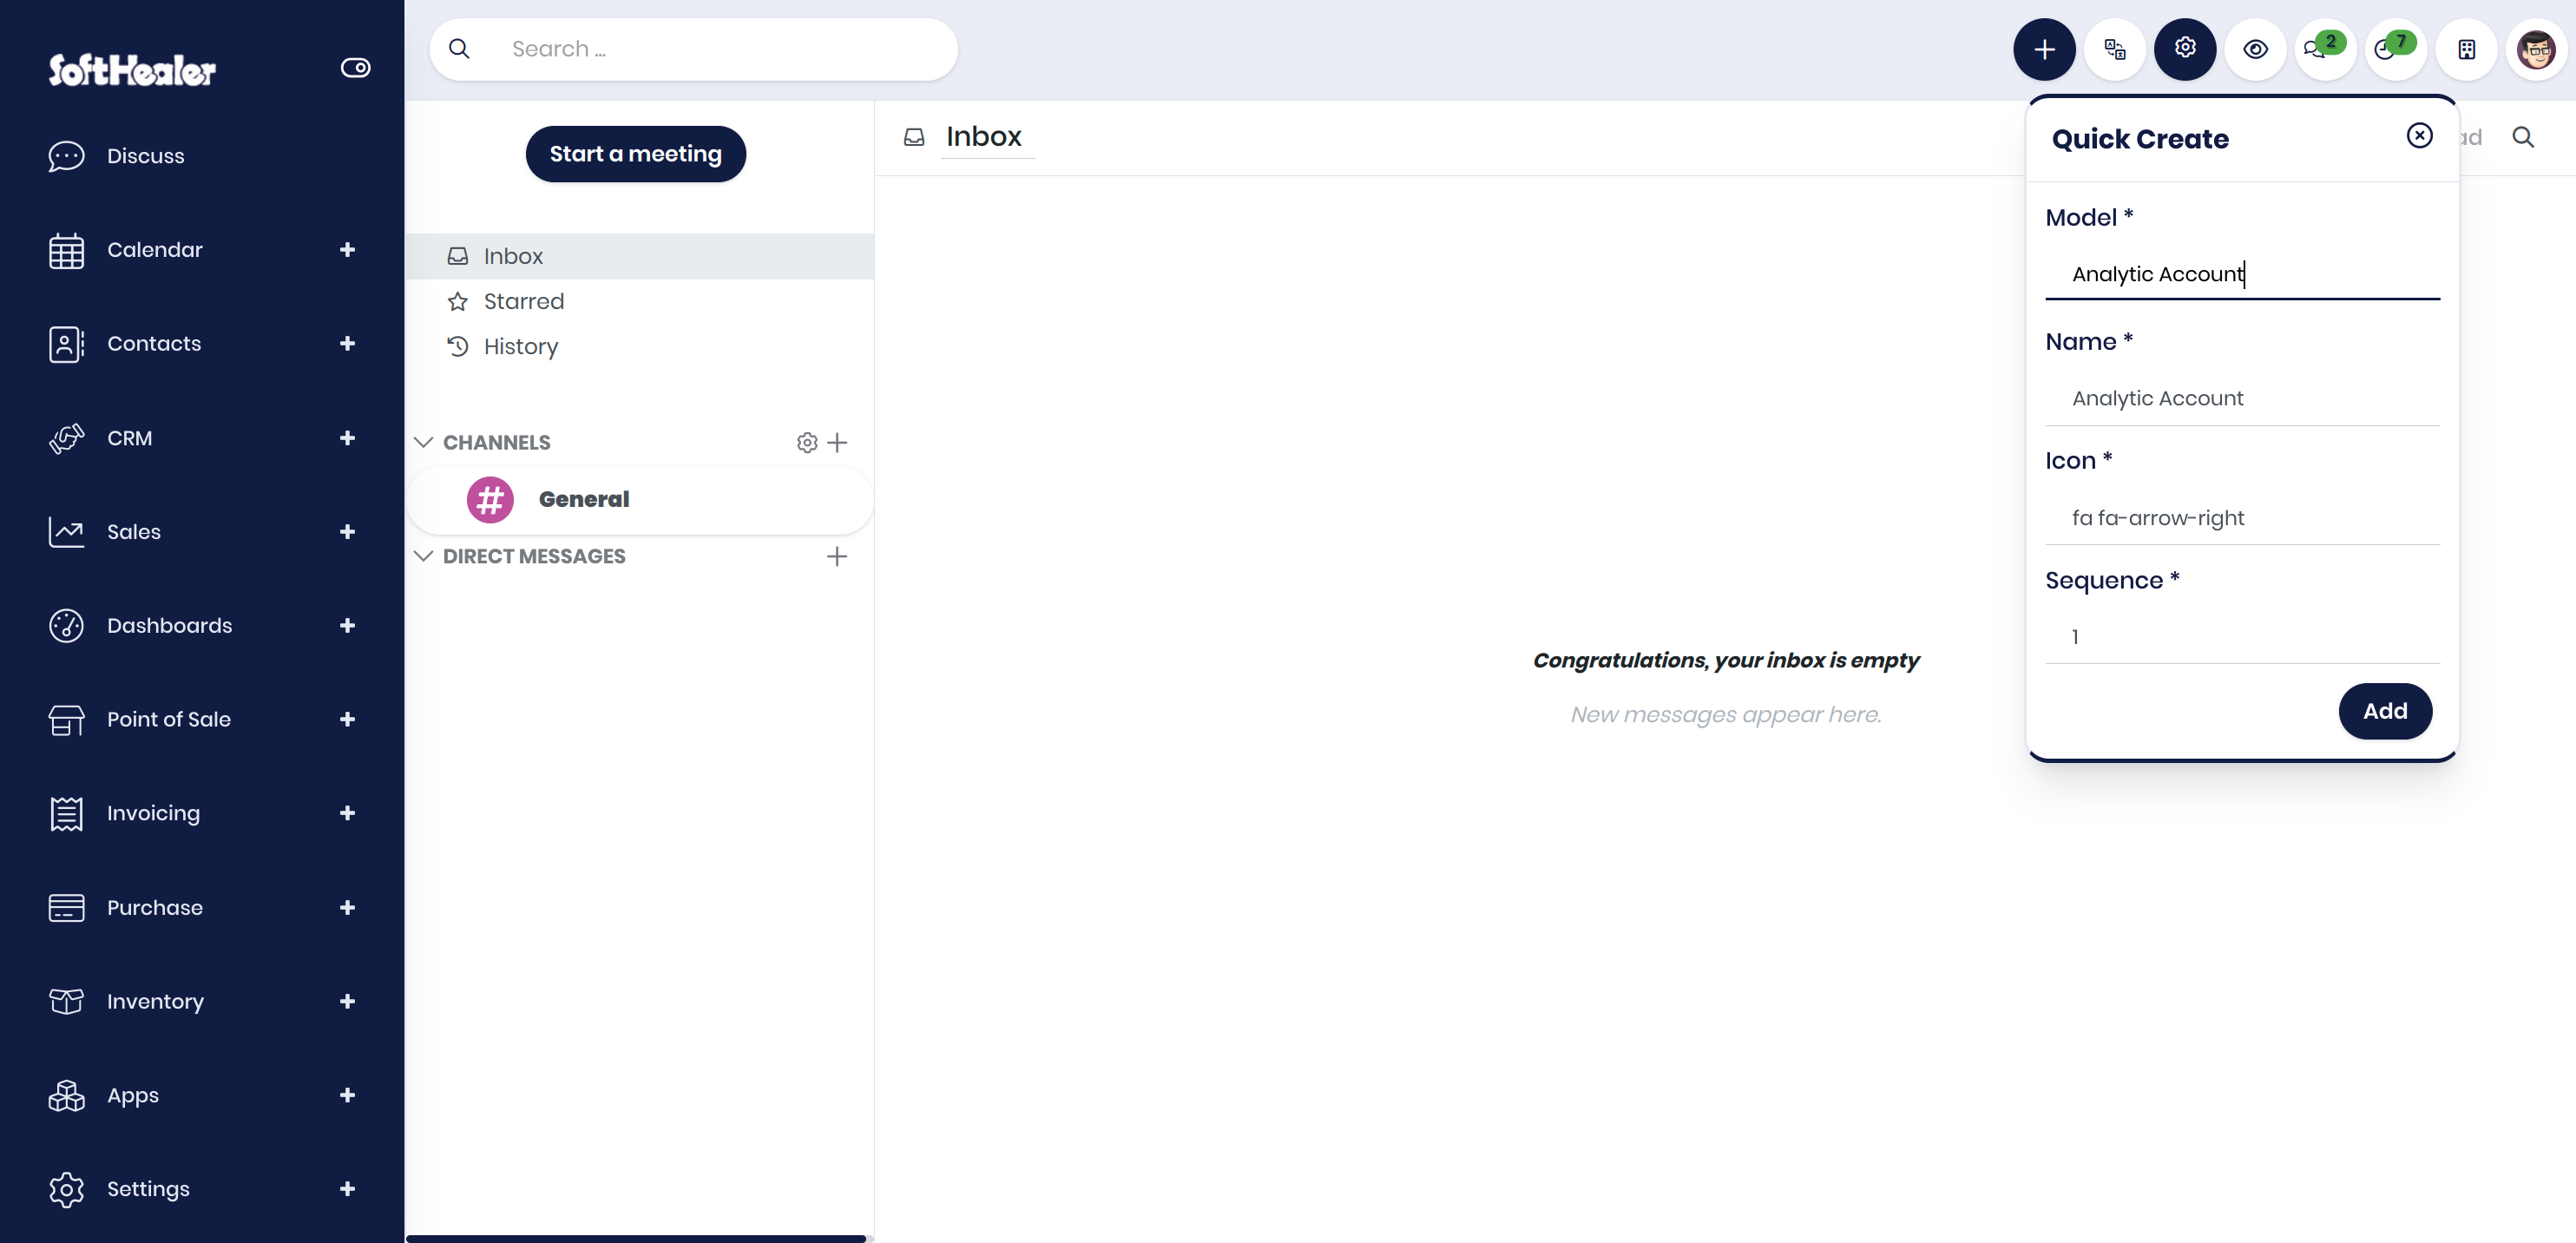 SoftHealer
Search ...
2
7
Discuss
Calendar
Contacts
CRM
Sales
Dashboards
Point of Sale
Invoicing
Purchase
Inventory
Apps
Settings
Start a meeting
Inbox
Starred
History
CHANNELS
General
DIRECT MESSAGES
Inbox
Congratulations, your inbox is empty
New messages appear here.
Quick Create
Model *
Analytic Account
Name *
Analytic Account
Icon *
fa fa-arrow-right
Sequence *
1
Add